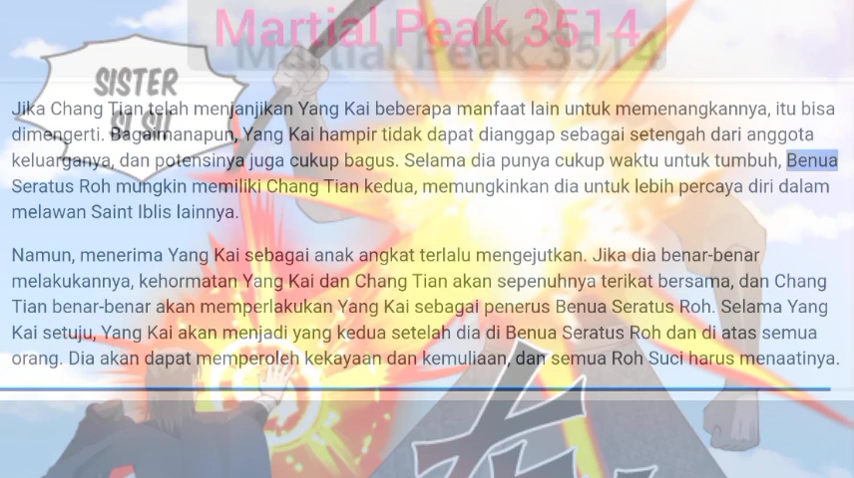 Martial Peak 3514
Martial Peak 3514
SISTER
SI SI!
Jika Chang Tian telah menjanjikan Yang Kai beberapa manfaat lain untuk memenangkannya, itu bisa
dimengerti. Bagaimanapun, Yang Kai hampir tidak dapat dianggap sebagai setengah dari anggota
keluarganya, dan potensinya juga cukup bagus. Selama dia punya cukup waktu untuk tumbuh, Benua
Seratus Roh mungkin memiliki Chang Tian kedua, memungkinkan dia untuk lebih percaya diri dalam
melawan Saint Iblis lainnya.
Namun, menerima Yang Kai sebagai anak angkat terlalu mengejutkan. Jika dia benar-benar
melakukannya, kehormatan Yang Kai dan Chang Tian akan sepenuhnya terikat bersama, dan Chang
Tian benar-benar akan memperlakukan Yang Kai sebagai penerus Benua Seratus Roh. Selama Yang
Kai setuju, Yang Kai akan menjadi yang kedua setelah dia di Benua Seratus Roh dan di atas semua
orang. Dia akan dapat memperoleh kekayaan dan kemuliaan, dan semua Roh Suci harus menaatinya.